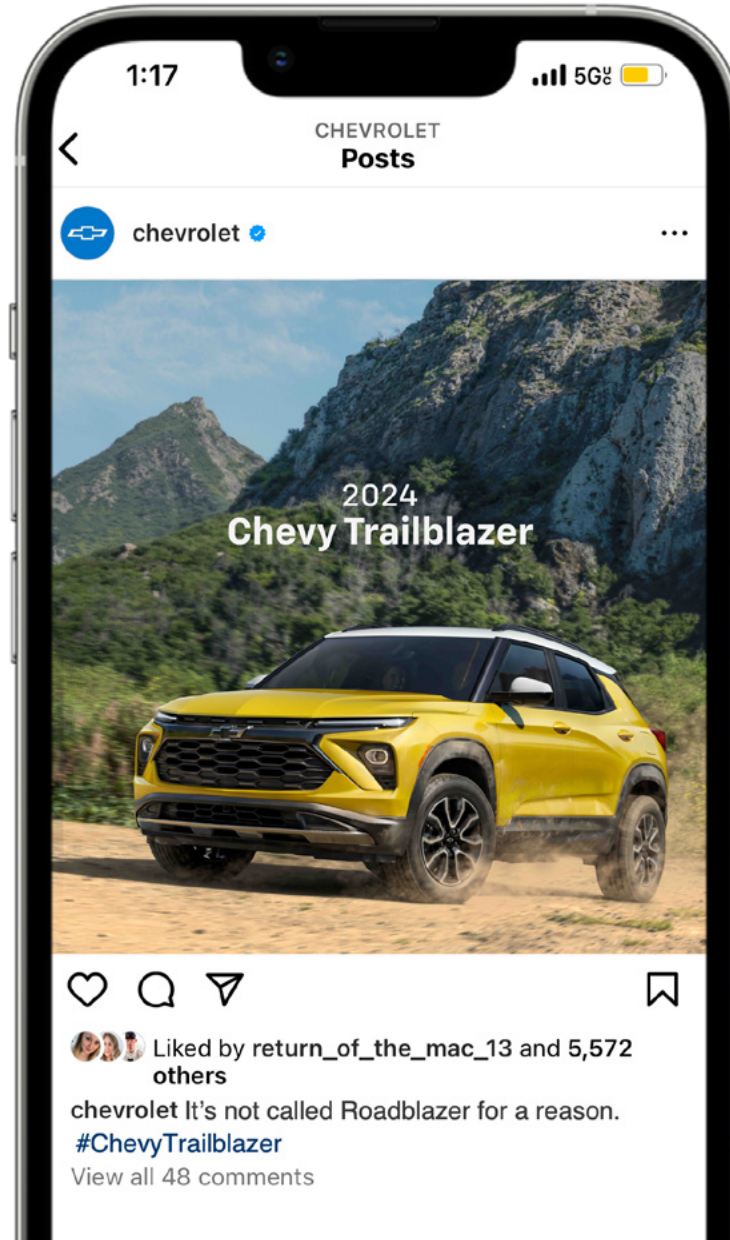 1:17
5G UC
CHEVROLET
Posts
chevrolet
2024
Chevy Trailblazer
Liked by return_of_the_mac_13 and 5,572
others
chevrolet It’s not called Roadblazer for a reason.
#ChevyTrailblazer
View all 48 comments